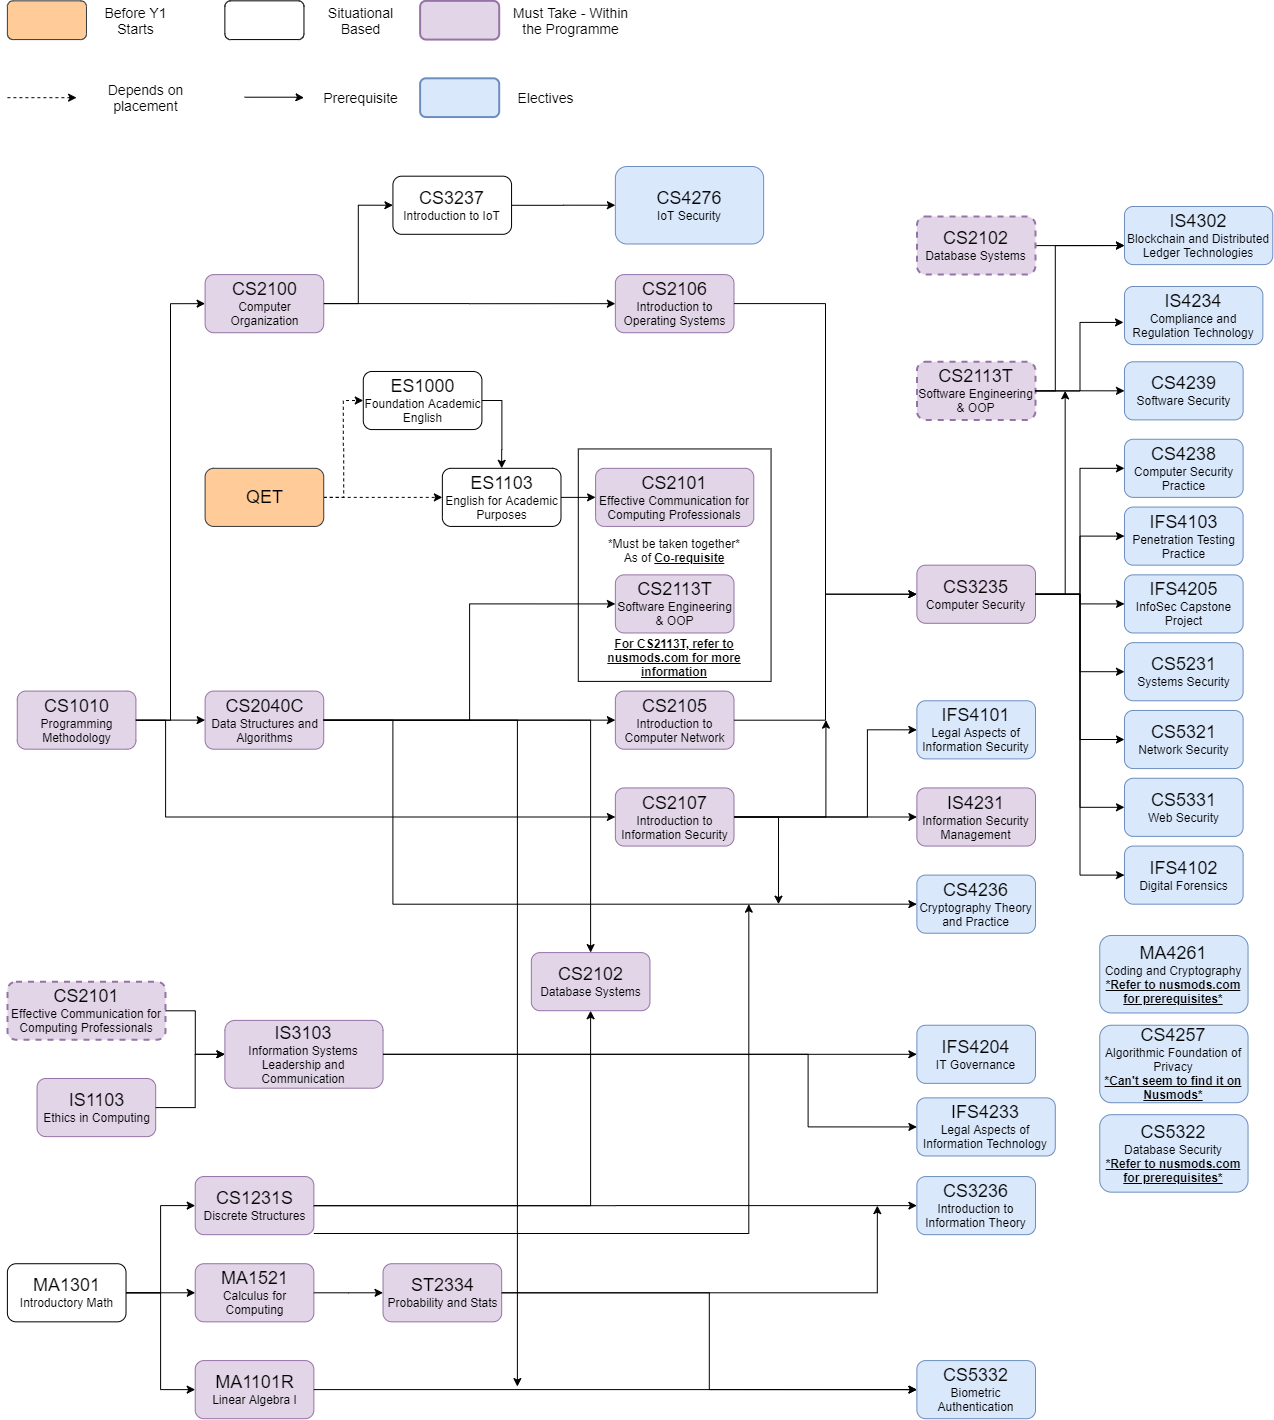 Before Y1
Starts
Situational
Based
Must Take - Within
the Programme
Depends on
placement
Prerequisite
Electives
CS3237
Introduction to IoT
CS4276
IoT Security
CS2102
Database Systems
IS4302
Blockchain and Distributed
Ledger Technologies
CS2100
Computer
Organization
CS2106
Introduction to
Operating Systems
IS4234
Compliance and
Regulation Technology
ES1000
Foundation Academic
English
CS2113T
Software Engineering
& OOP
CS4239
Software Security
QET
ES1103
English for Academic
Purposes
CS2101
Effective Communication for
Computing Professionals
*Must be taken together*
As of Co-requisite
CS2113T
Software Engineering
& OOP
For CS2113T, refer to
nusmods.com for more
information
CS4238
Computer Security
Practice
IFS4103
Penetration Testing
Practice
CS3235
Computer Security
IFS4205
InfoSec Capstone
Project
CS5231
Systems Security
CS1010
Programming
Methodology
CS2040C
Data Structures and
Algorithms
CS2105
Introduction to
Computer Network
IFS4101
Legal Aspects of
Information Security
CS5321
Network Security
CS2107
Introduction to
Information Security
IS4231
Information Security
Management
CS5331
Web Security
CS4236
Cryptography Theory
and Practice
IFS4102
Digital Forensics
CS2102
Database Systems
MA4261
Coding and Cryptography
*Refer to nusmods.com
for prerequisites*
CS2101
Effective Communication for
Computing Professionals
IS3103
Information Systems
Leadership and
Communication
IFS4204
IT Governance
CS4257
Algorithmic Foundation of
Privacy
*Can't seem to find it on
Nusmods*
IS1103
Ethics in Computing
IFS4233
Legal Aspects of
Information Technology
CS5322
Database Security
*Refer to nusmods.com
for prerequisites*
CS1231S
Discrete Structures
CS3236
Introduction to
Information Theory
MA1301
Introductory Math
MA1521
Calculus for
Computing
ST2334
Probability and Stats
MA1101R
Linear Algebra I
CS5332
Biometric
Authentication